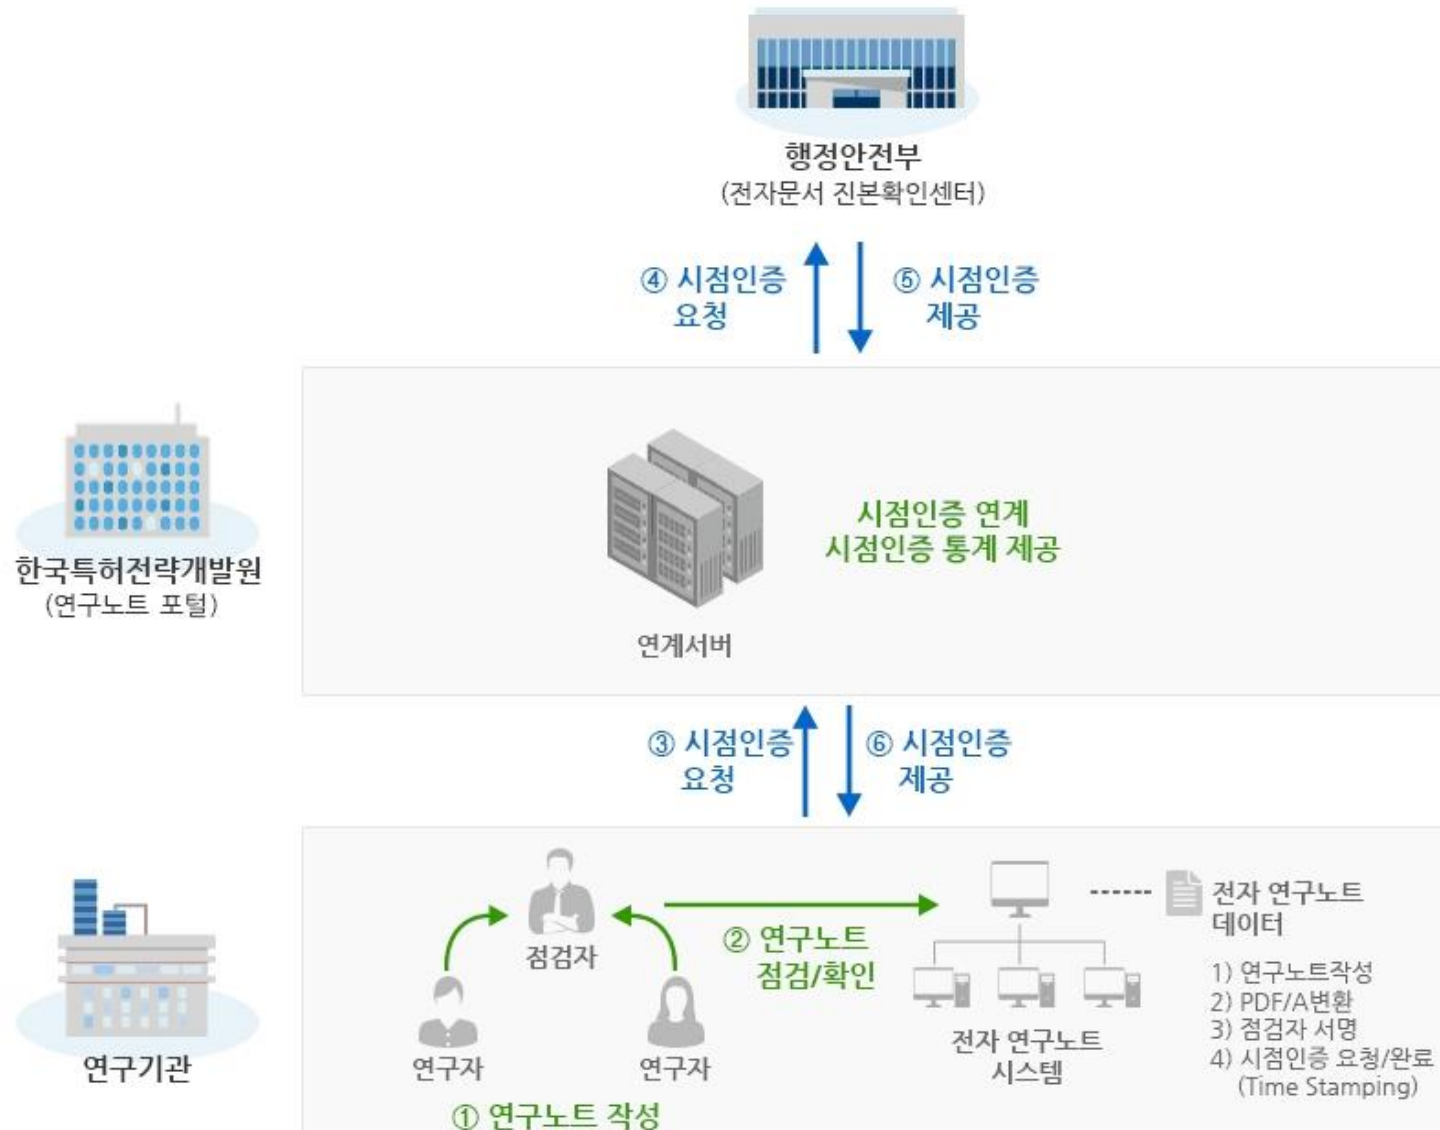 행정안전부
(전자문서 진본확인센터)
④ 시점인증
요청
⑤ 시점인증
제공
한국특허전략개발원
(연구노트 포털)
연계서버
시점인증 연계
시점인증 통계 제공
③ 시점인증
요청
⑥ 시점인증
제공
연구기관
점검자
연구자
연구자
① 연구노트 작성
② 연구노트
점검/확인
전자 연구노트
시스템
전자 연구노트
데이터
1) 연구노트작성
2) PDF/A변환
3) 점검자 서명
4) 시점인증 요청/완료
(Time Stamping)